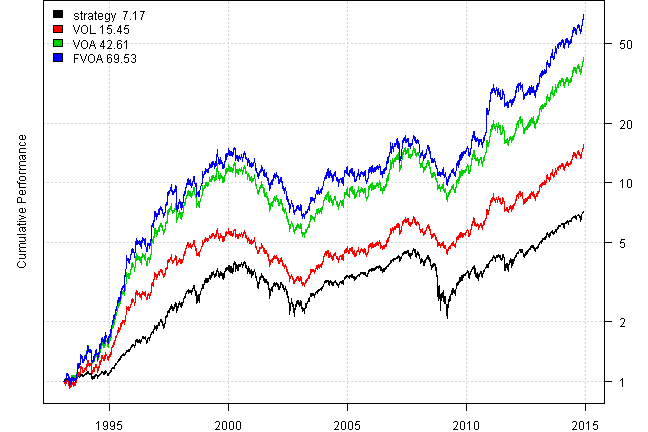 strategy 7.17
VOL 15.45
VOA 42.61
FVOA 69.53
Cumulative Performance
50
20
10
5
2
1
1995 2000 2005 2010 2015